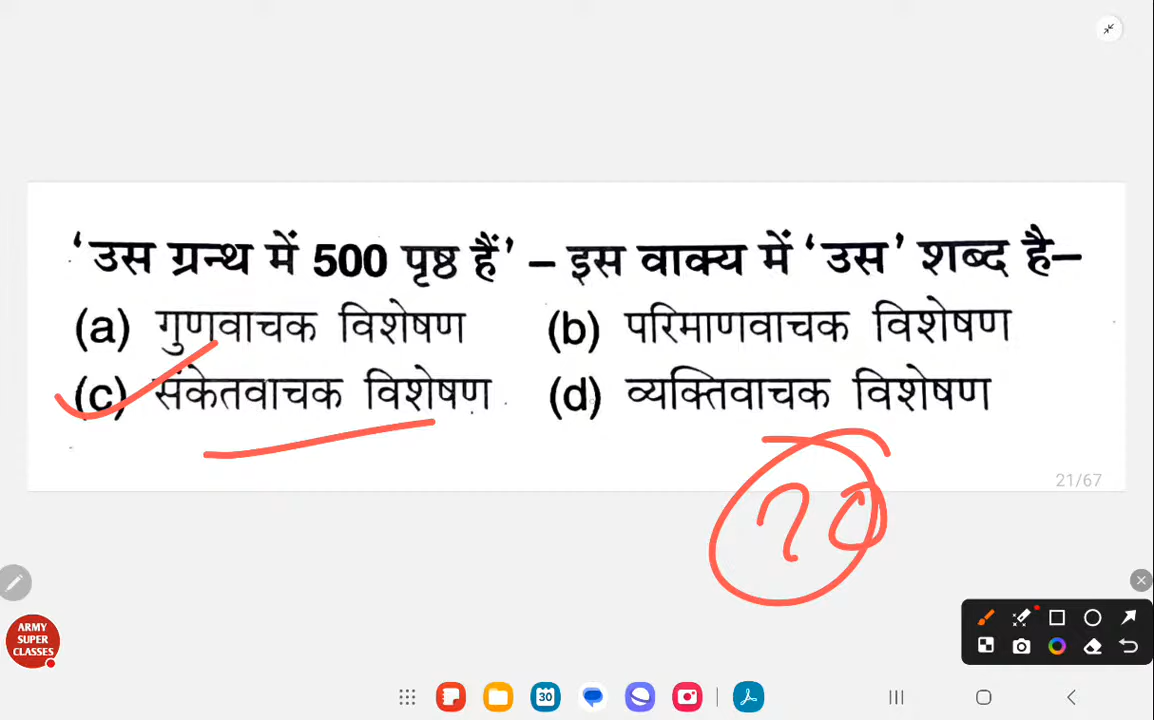 ‘उस ग्रन्थ में 500 पृष्ठ हैं’ – इस वाक्य में ‘उस’ शब्द है–
(a) गुणवाचक विशेषण (b) परिमाणवाचक विशेषण
(c) संकेतवाचक विशेषण (d) व्यक्तिवाचक विशेषण
21/67
ARMY
SUPER
CLASSES
30